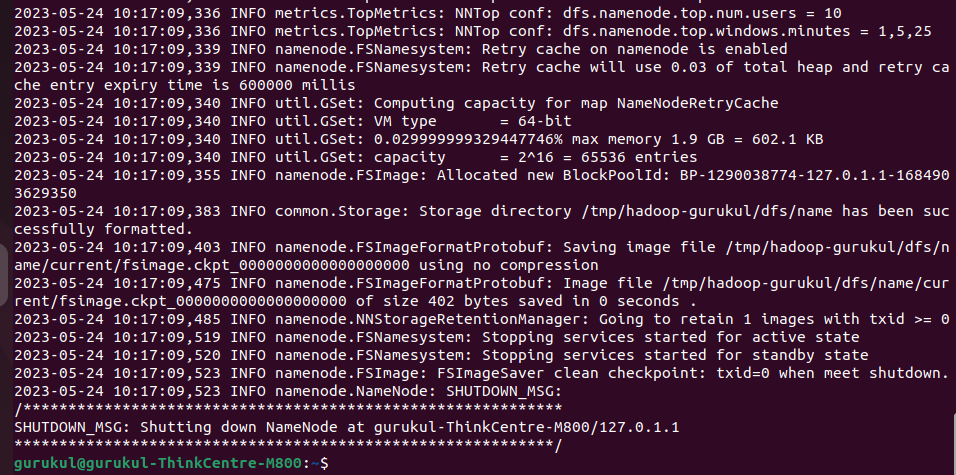 2023-05-24 10:17:09,336 INFO metrics.TopMetrics: NNTop conf: dfs.namenode.top.num.users = 10
2023-05-24 10:17:09,336 INFO metrics.TopMetrics: NNTop conf: dfs.namenode.top.windows.minutes = 1,5,25
2023-05-24 10:17:09,339 INFO namenode.FSNamesystem: Retry cache on namenode is enabled
2023-05-24 10:17:09,339 INFO namenode.FSNamesystem: Retry cache will use 0.03 of total heap and retry ca
che entry expiry time is 600000 millis
2023-05-24 10:17:09,340 INFO util.GSet: Computing capacity for map NameNodeRetryCache
2023-05-24 10:17:09,340 INFO util.GSet: VM type       = 64-bit
2023-05-24 10:17:09,340 INFO util.GSet: 0.029999999329447746% max memory 1.9 GB = 602.1 KB
2023-05-24 10:17:09,340 INFO util.GSet: capacity      = 2^16 = 65536 entries
2023-05-24 10:17:09,355 INFO namenode.FSImage: Allocated new BlockPoolId: BP-1290038774-127.0.1.1-168490
3629350
2023-05-24 10:17:09,383 INFO common.Storage: Storage directory /tmp/hadoop-gurukul/dfs/name has been suc
cessfully formatted.
2023-05-24 10:17:09,403 INFO namenode.FSImageFormatProtobuf: Saving image file /tmp/hadoop-gurukul/dfs/n
ame/current/fsimage.ckpt_0000000000000000000 using no compression
2023-05-24 10:17:09,475 INFO namenode.FSImageFormatProtobuf: Image file /tmp/hadoop-gurukul/dfs/name/cur
rent/fsimage.ckpt_0000000000000000000 of size 402 bytes saved in 0 seconds .
2023-05-24 10:17:09,485 INFO namenode.NNStorageRetentionManager: Going to retain 1 images with txid >= 0
2023-05-24 10:17:09,519 INFO namenode.FSNamesystem: Stopping services started for active state
2023-05-24 10:17:09,520 INFO namenode.FSNamesystem: Stopping services started for standby state
2023-05-24 10:17:09,523 INFO namenode.FSImage: FSImageSaver clean checkpoint: txid=0 when meet shutdown.
2023-05-24 10:17:09,523 INFO namenode.NameNode: SHUTDOWN_MSG:
/************************************************************
SHUTDOWN_MSG: Shutting down NameNode at gurukul-ThinkCentre-M800/127.0.1.1
************************************************************/
gurukul@gurukul-ThinkCentre-M800:~$